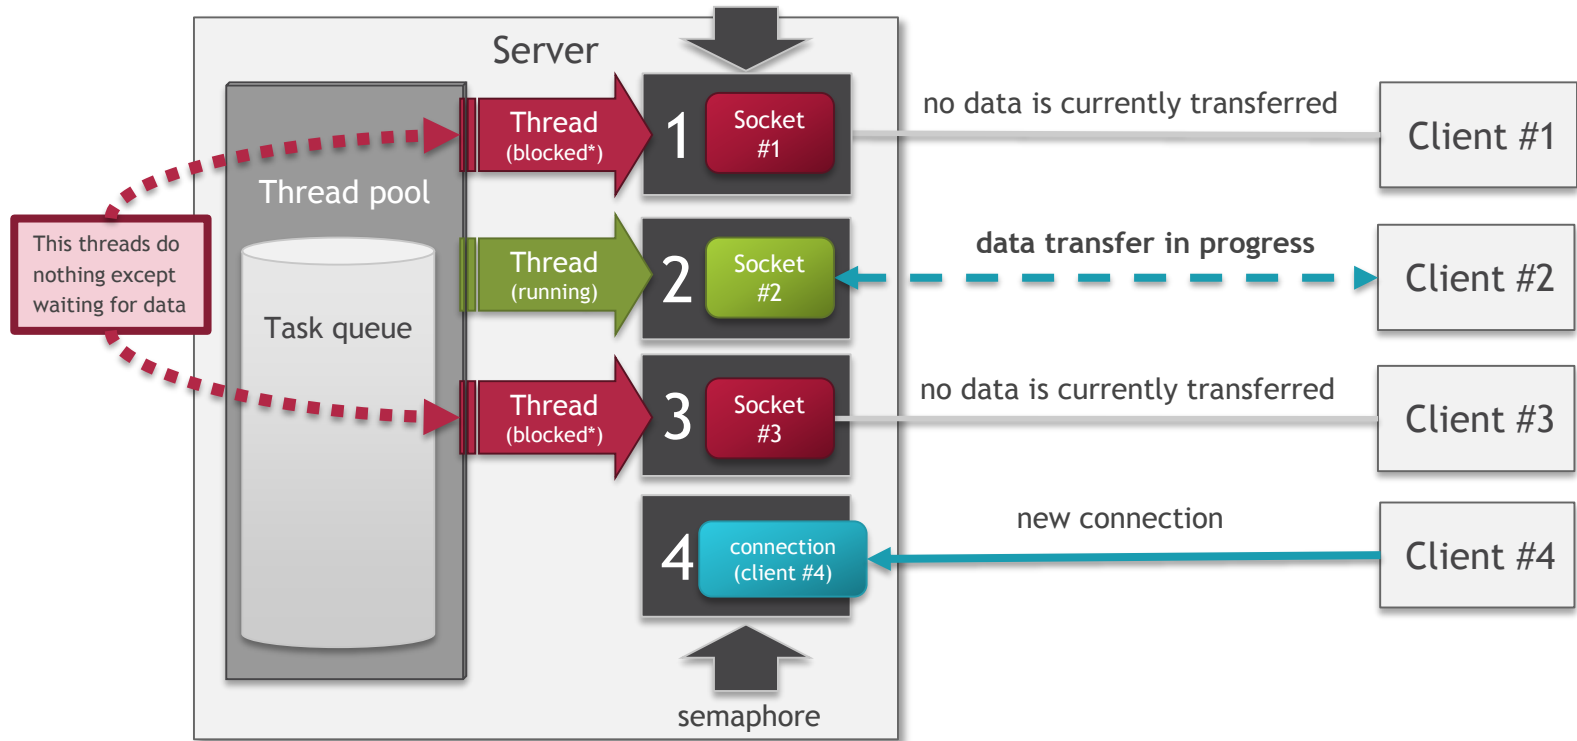 Server
Thread
(blocked*)
1
Socket
#1
no data is currently transferred
Client #1
Thread pool
This threads do
nothing except
waiting for data
Thread
(running)
2
Socket
#2
data transfer in progress
Client #2
Task queue
Thread
(blocked*)
3
Socket
#3
no data is currently transferred
Client #3
4
connection
(client #4)
new connection
Client #4
semaphore